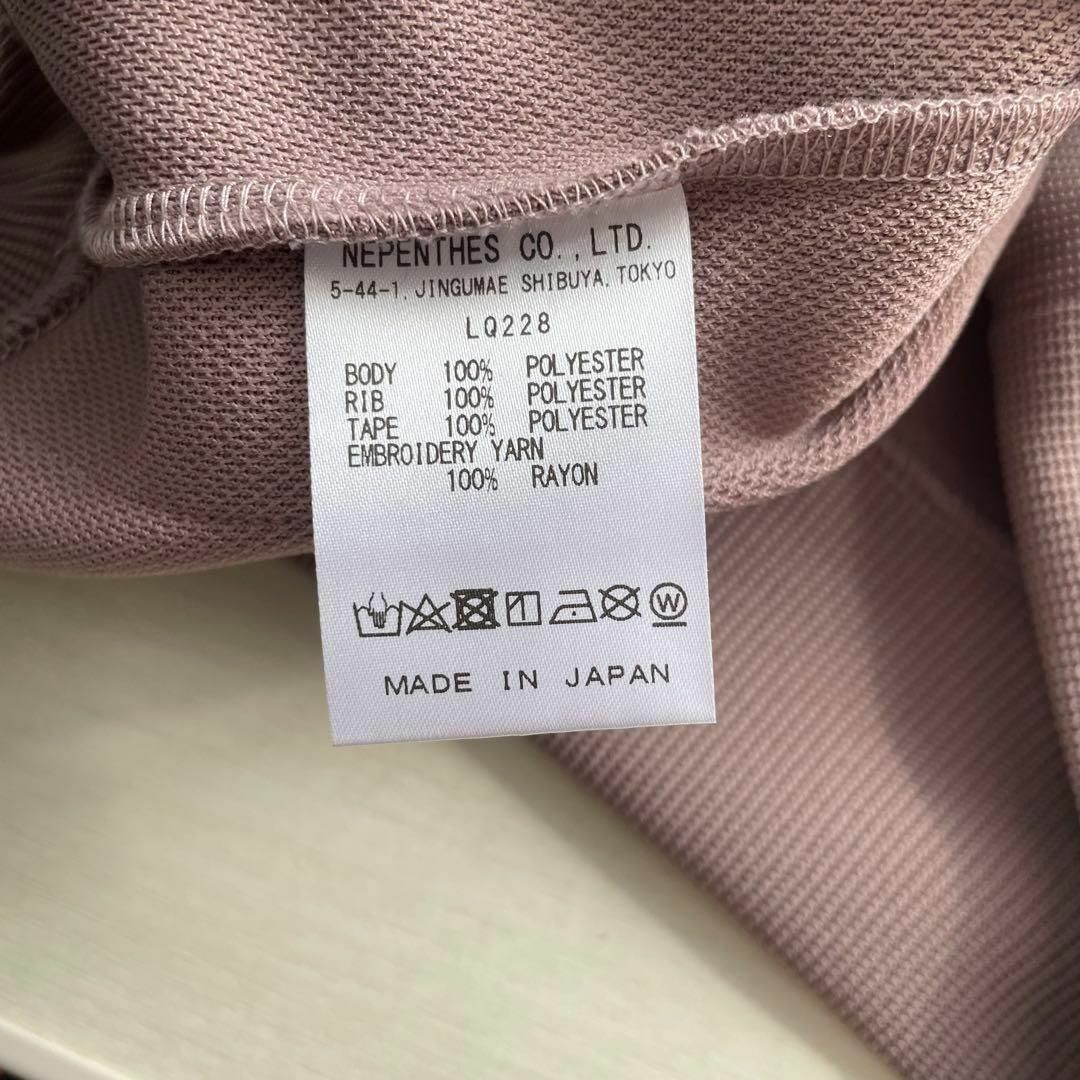 NEPENTHES CO.,LTD.
5-44-1, JINGUMAE SHIBUYA, TOKYO
LQ228
BODY 100% POLYESTER
RIB 100% POLYESTER
TAPE 100% POLYESTER
EMBROIDERY YARN
100% RAYON
W
MADE IN JAPAN